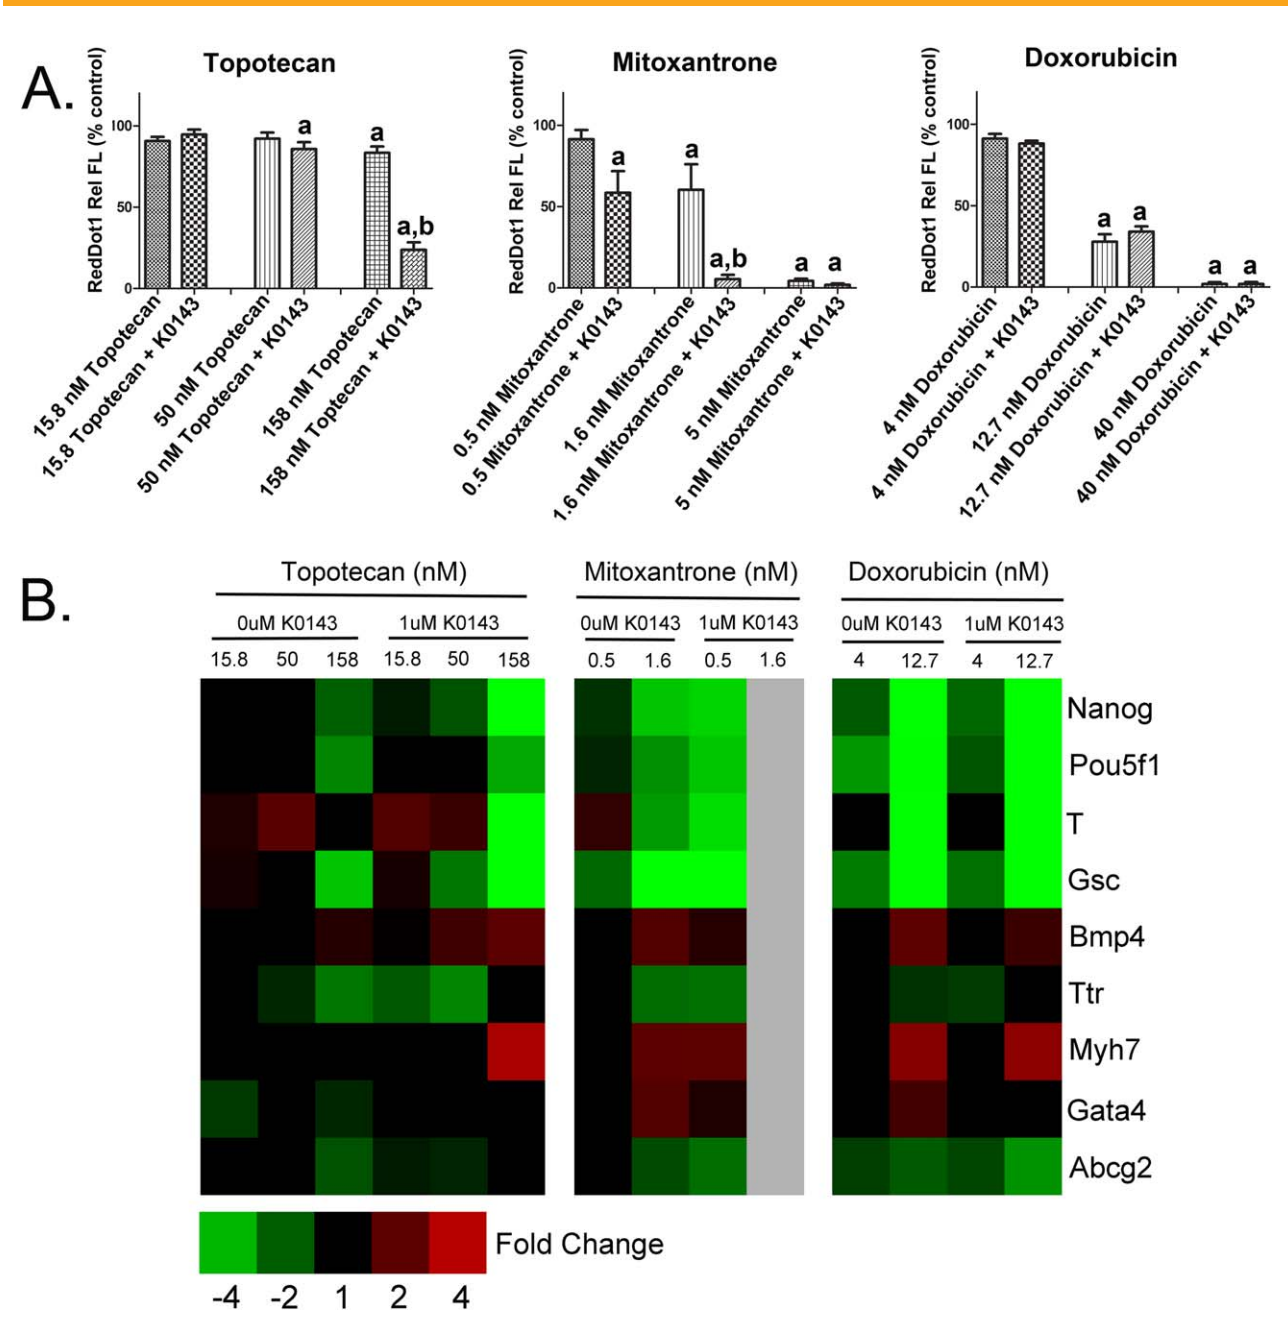 A.
Topotecan
RedDot1 Rel FL (% control)
100
50
0
a
a
a,b
15.8 nM Topotecan
15.8 Topotecan + K0143
50 nM Topotecan
50 nM Topotecan + K0143
158 nM Topotecan
158 nM Toptecan + K0143
Mitoxantrone
RedDot1 Rel FL (% control)
100
50
0
a
a
a,b
a
a
0.5 nM Mitoxantrone
0.5 Mitoxantrone + K0143
1.6 nM Mitoxantrone
1.6 nM Mitoxantrone + K0143
5 nM Mitoxantrone
5 nM Mitoxantrone + K0143
Doxorubicin
RedDot1 Rel FL (% control)
100
50
0
a
a
a
a
4 nM Doxorubicin
4 nM Doxorubicin + K0143
12.7 nM Doxorubicin
12.7 nM Doxorubicin + K0143
40 nM Doxorubicin
40 nM Doxorubicin + K0143
B.
Topotecan (nM) Mitoxantrone (nM) Doxorubicin (nM)
0uM K0143 1uM K0143 0uM K0143 1uM K0143 0uM K0143 1uM K0143
15.8 50 158 15.8 50 158 0.5 1.6 0.5 1.6 4 12.7 4 12.7
Nanog
Pou5f1
T
Gsc
Bmp4
Ttr
Myh7
Gata4
Abcg2
Fold Change
-4 -2 1 2 4